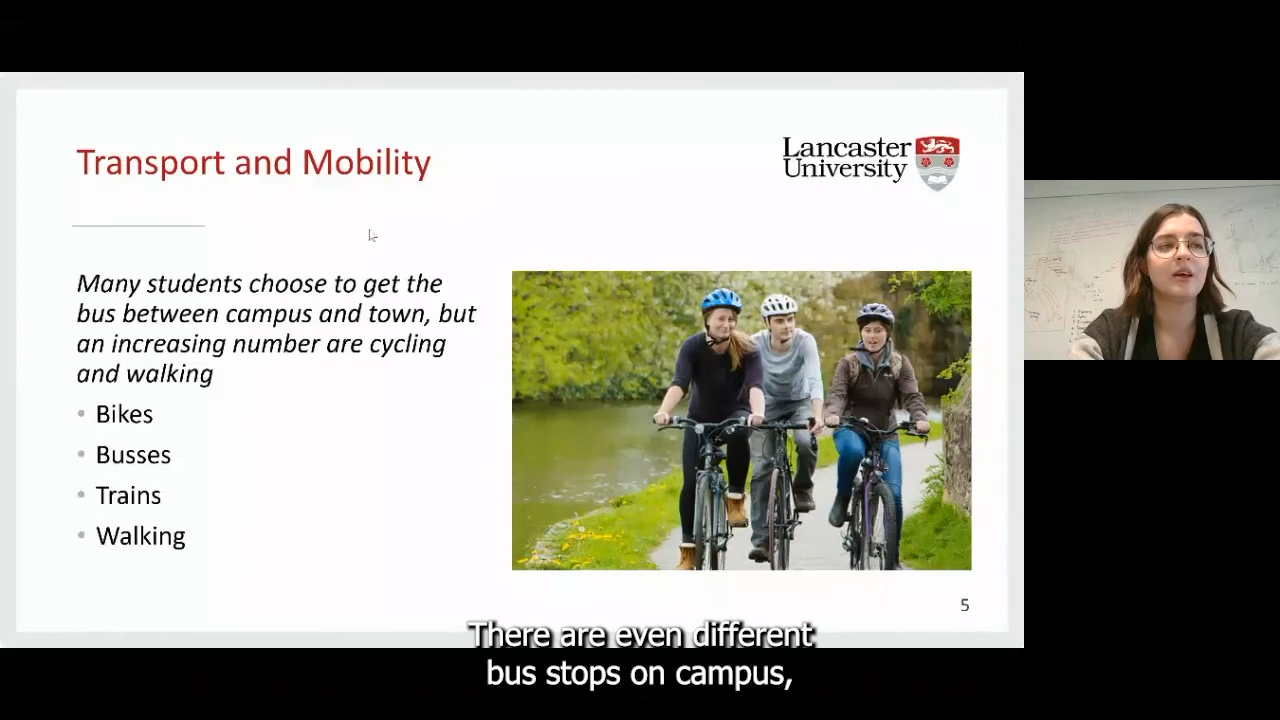 Transport and Mobility
Lancaster
University
Many students choose to get the
bus between campus and town, but
an increasing number are cycling
and walking
• Bikes
• Busses
• Trains
• Walking
5
There are even different
bus stops on campus,